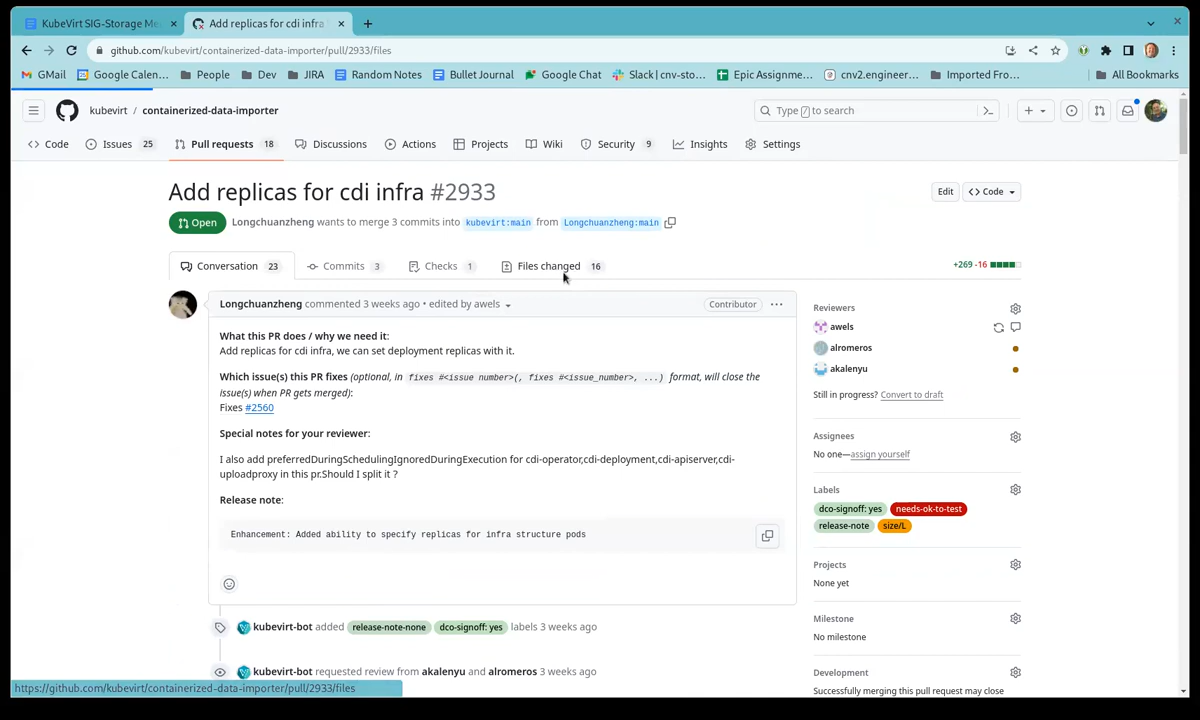 KubeVirt SIG-Storage Me
Add replicas for cdi infra
github.com/kubevirt/containerized-data-importer/pull/2933/files
GMail
Google Calen...
People
Dev
JIRA
Random Notes
Bullet Journal
Google Chat
Slack | cnv-sto...
Epic Assignme...
cnv2.engineer...
Imported Fro...
All Bookmarks
kubevirt / containerized-data-importer
Type / to search
Code
Issues 25
Pull requests 18
Discussions
Actions
Projects
Wiki
Security 9
Insights
Settings
Add replicas for cdi infra #2933
Edit
<> Code
Open
Longchuanzheng wants to merge 3 commits into kubevirt:main from Longchuanzheng:main
Conversation 23
Commits 3
Checks 1
Files changed 16
+269 -16
Longchuanzheng commented 3 weeks ago • edited by awels
Contributor
What this PR does / why we need it:
Add replicas for cdi infra, we can set deployment replicas with it.
Which issue(s) this PR fixes (optional, in fixes #<issue number>(, fixes #<issue_number>, ...) format, will close the
issue(s) when PR gets merged):
Fixes #2560
Special notes for your reviewer:
I also add preferredDuringSchedulingIgnoredDuringExecution for cdi-operator,cdi-deployment,cdi-apiserver,cdi-
uploadproxy in this pr.Should I split it ?
Release note:
Enhancement: Added ability to specify replicas for infra structure pods
kubevirt-bot added release-note-none dco-signoff: yes labels 3 weeks ago
kubevirt-bot requested review from akalenyu and alromeros 3 weeks ago
Reviewers
awels
alromeros
akalenyu
Still in progress? Convert to draft
Assignees
No one—assign yourself
Labels
dco-signoff: yes needs-ok-to-test
release-note size/L
Projects
None yet
Milestone
No milestone
Development
Successfully merging this pull request may close
https://github.com/kubevirt/containerized-data-importer/pull/2933/files